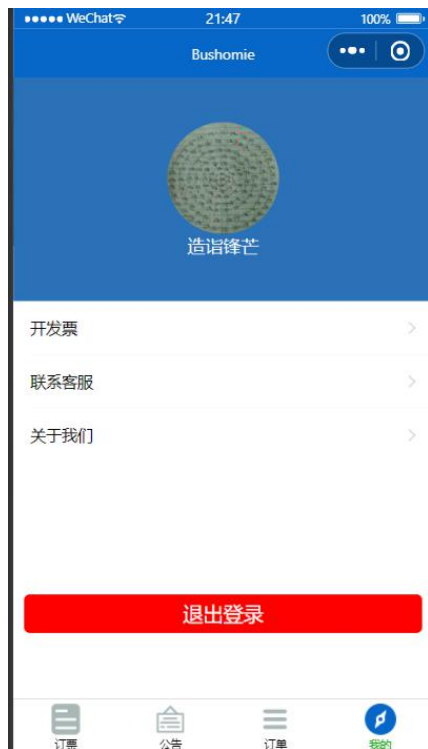 WeChat 21:47 100%
Bushomie
造诣锋芒
开发票
联系客服
关于我们
退出登录
订票 公告 订单 我的